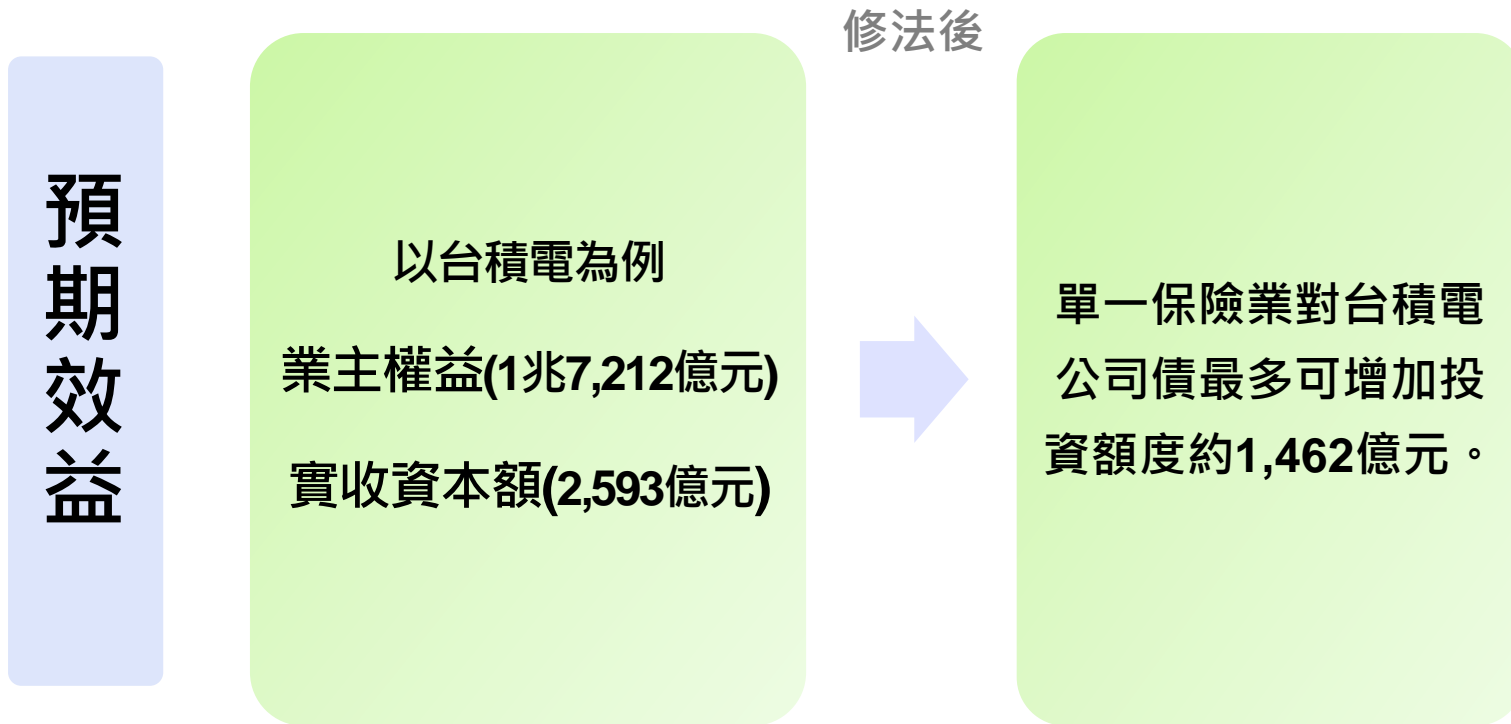 修法後
預期效益
以台積電為例
業主權益(1兆7,212億元)
實收資本額(2,593億元)
單一保險業對台積電
公司債最多可增加投
資額度約1,462億元。